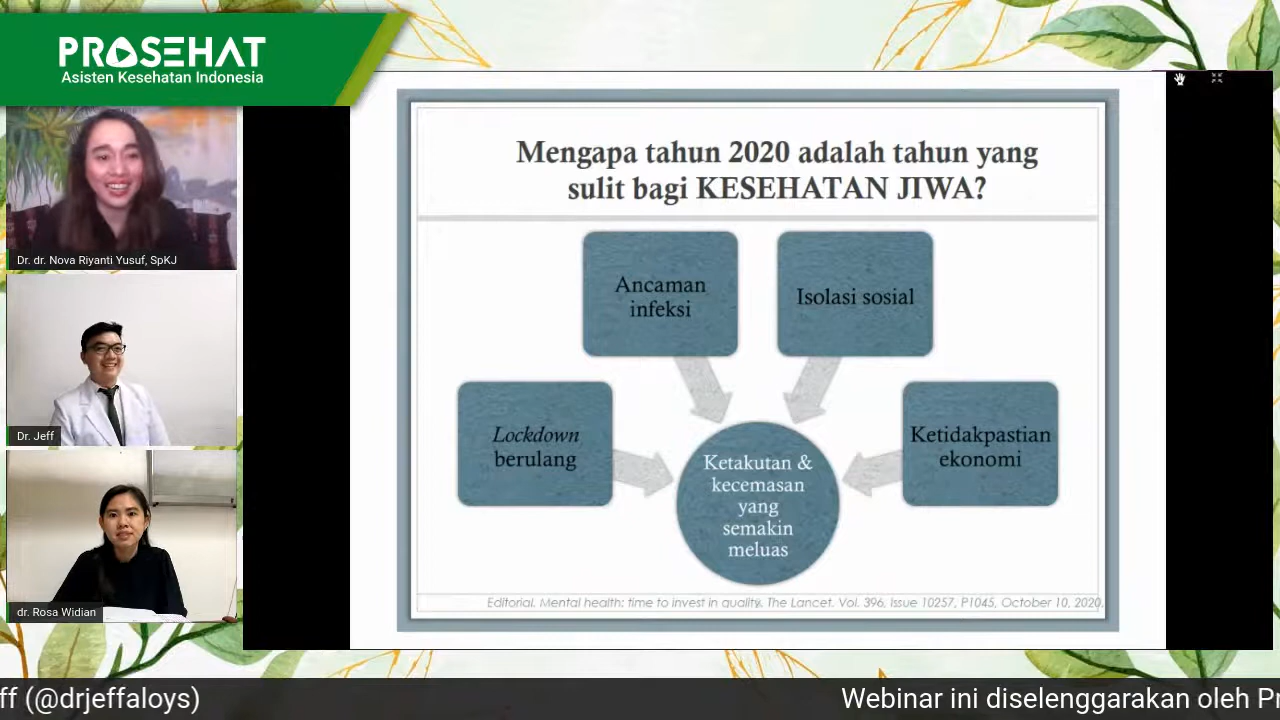 PROSEHAT
Asisten Kesehatan Indonesia
Dr. dr. Nova Riyanti Yusuf, SpKJ
Dr. Jeff
dr. Rosa Widian
Mengapa tahun 2020 adalah tahun yang
sulit bagi KESEHATAN JIWA?
Ancaman
infeksi
Isolasi sosial
Lockdown
berulang
Ketidakpastian
ekonomi
Ketakutan &
kecemasan
yang
semakin
meluas
Editorial. Mental health: time to invest in quality. The Lancet. Vol. 396, Issue 10257, P1045, October 10, 2020.
ff (@drjeffaloys)
Webinar ini diselenggarakan oleh Pr